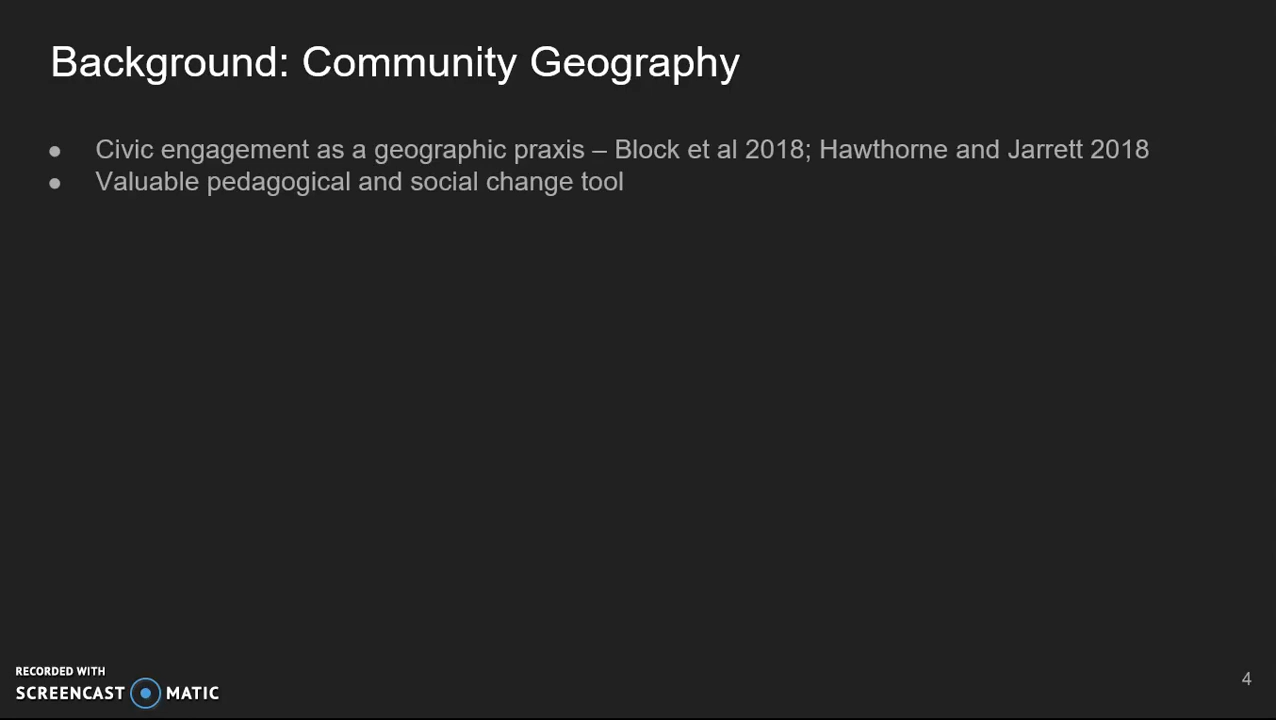 Background: Community Geography
● Civic engagement as a geographic praxis – Block et al 2018; Hawthorne and Jarrett 2018
● Valuable pedagogical and social change tool
RECORDED WITH
SCREENCAST MATIC
4